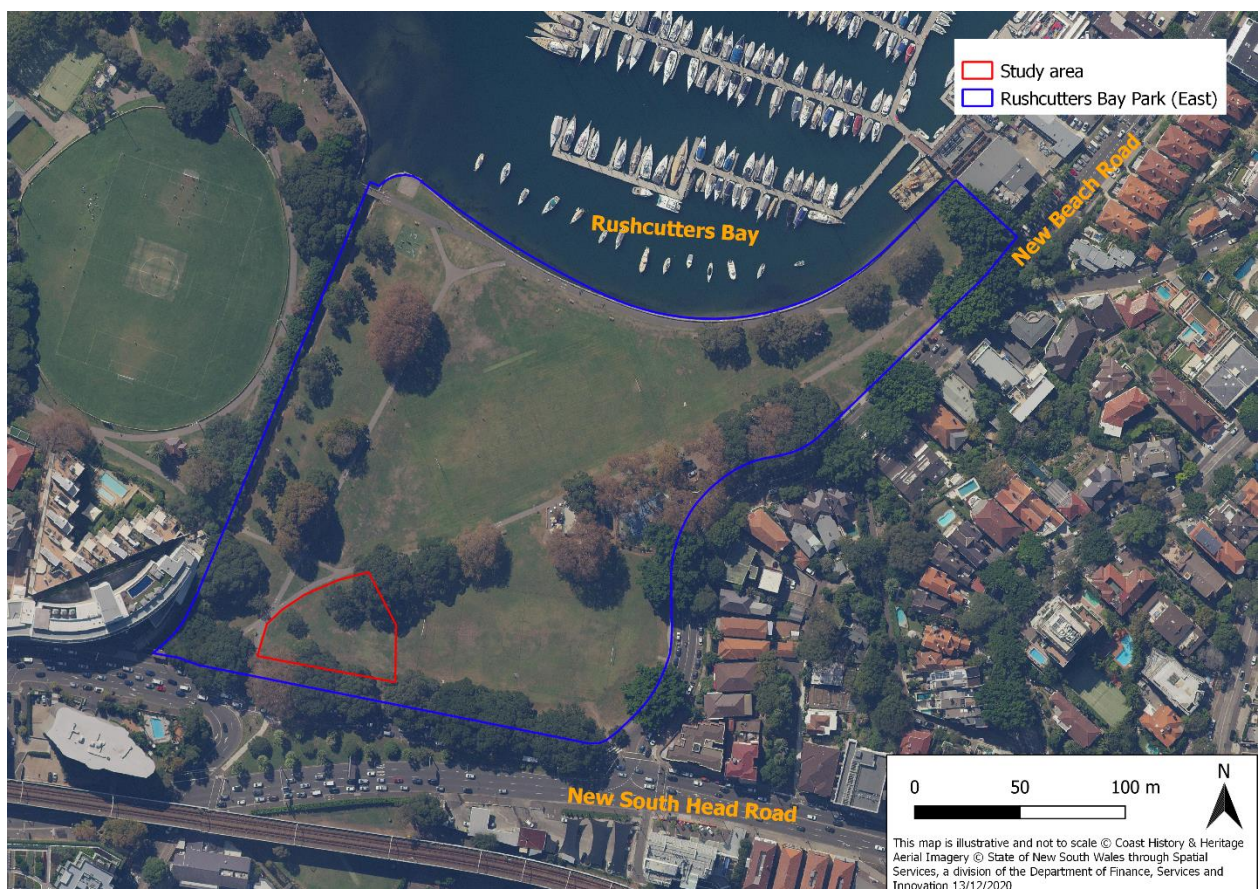 Study area
Rushcutters Bay Park (East)
New Beach Road
Rushcutters Bay
New South Head Road
0 50 100 m
N
This map is illustrative and not to scale © Coast History & Heritage
Aerial Imagery © State of New South Wales through Spatial
Services, a division of the Department of Finance, Services and
Innovation 13/12/2020